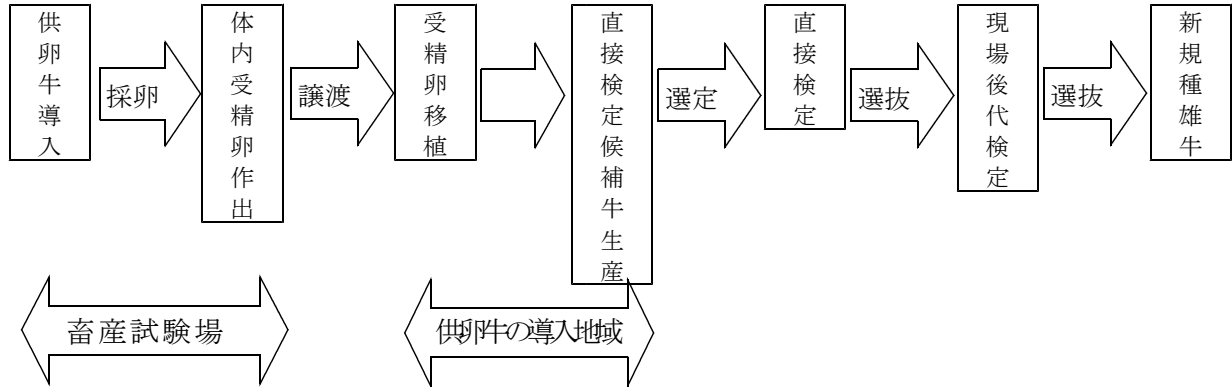 供卵牛導入
採卵
体内受精卵作出
譲渡
受精卵移植
直接検定候補牛生産
選定
直接検定
選抜
現場後代検定
選抜
新規種雄牛
畜産試験場
供卵牛の導入地域